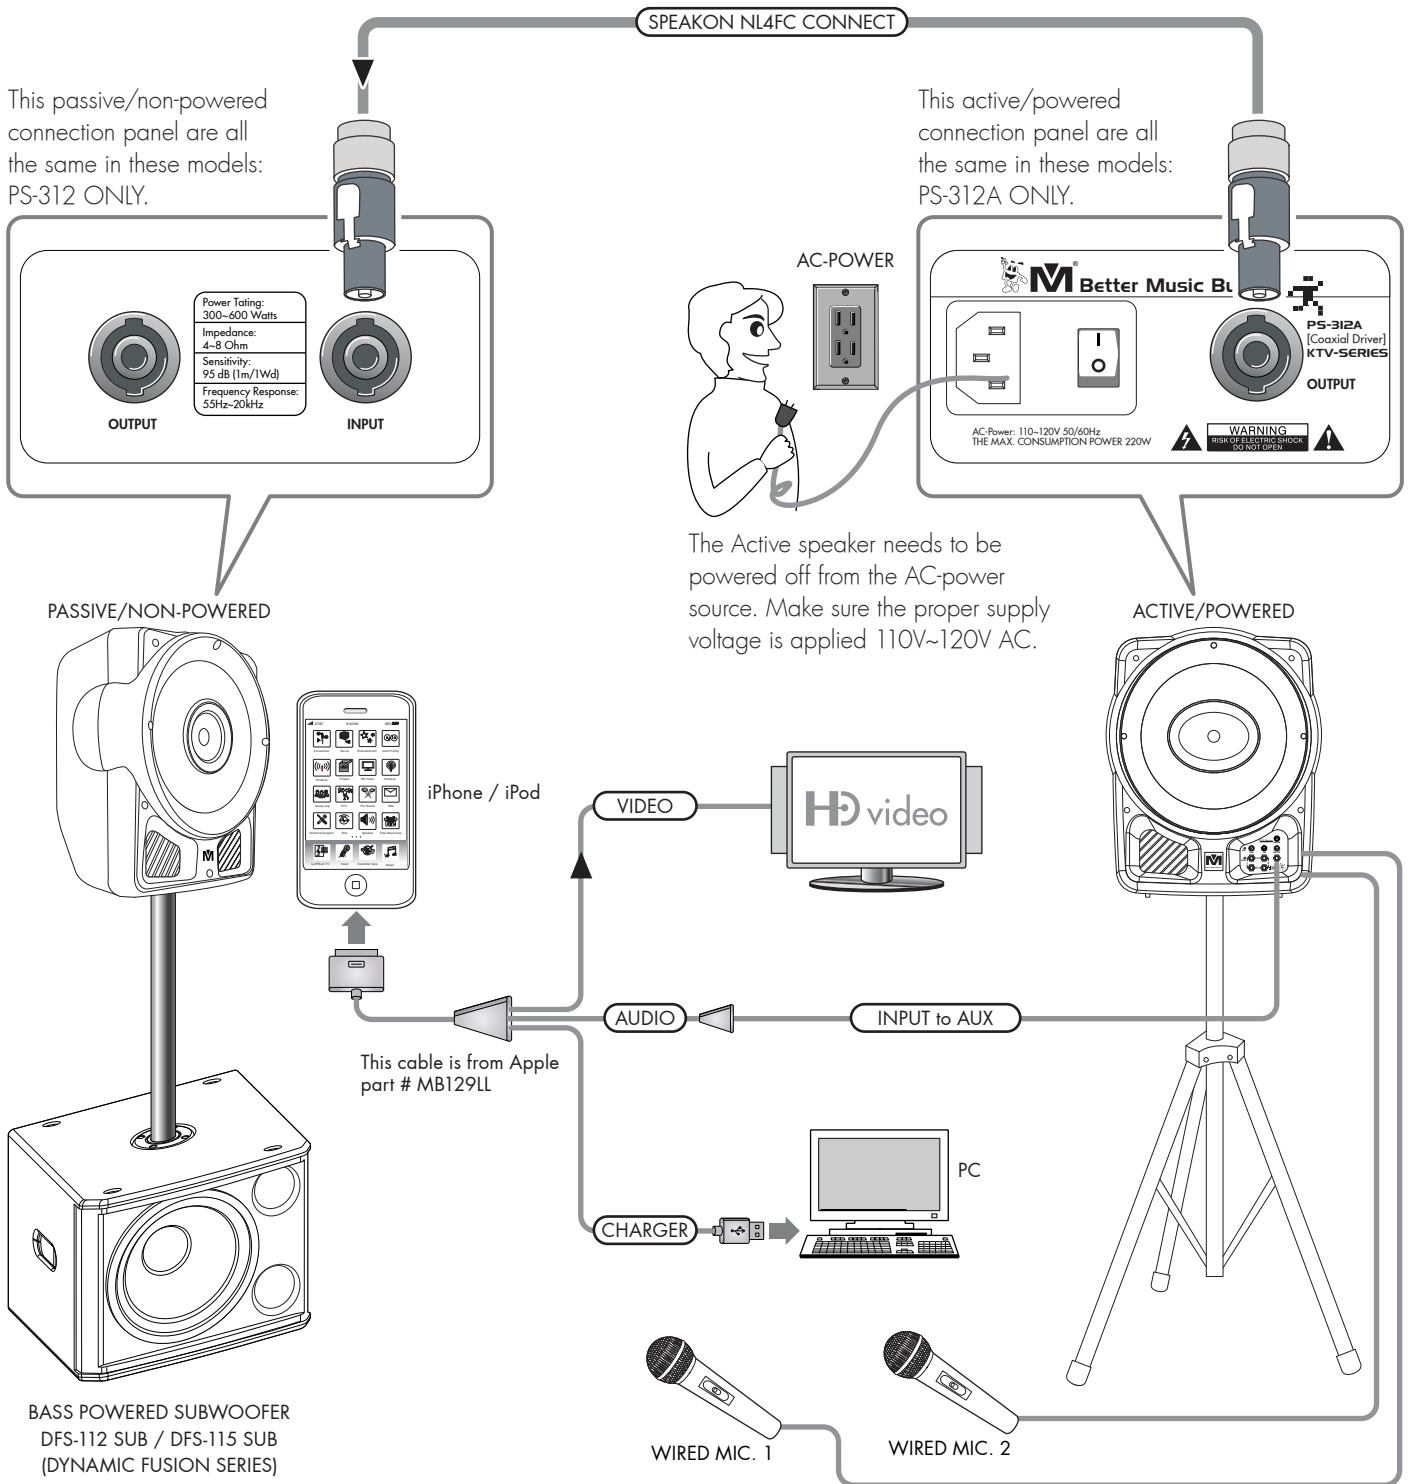 SPEAKON NL4FC CONNECT
This passive/non-powered
connection panel are all
the same in these models:
PS-312 ONLY.
This active/powered
connection panel are all
the same in these models:
PS-312A ONLY.
Power Tating:
300~600 Watts
Impedance:
4~8 Ohm
Sensitivity:
95 dB (1m/1Wd)
Frequency Response:
55Hz~20kHz
OUTPUT
INPUT
AC-POWER
Better Music Bu
PS-312A
[Coaxial Driver]
KTV-SERIES
OUTPUT
AC-Power: 110~120V 50/60Hz
THE MAX. CONSUMPTION POWER 220W
WARNING
RISK OF ELECTRIC SHOCK
DO NOT OPEN
The Active speaker needs to be
powered off from the AC-power
source. Make sure the proper supply
voltage is applied 110V~120V AC.
PASSIVE/NON-POWERED
ACTIVE/POWERED
iPhone / iPod
VIDEO
HD video
AUDIO
INPUT to AUX
This cable is from Apple
part # MB129LL
PC
CHARGER
WIRED MIC. 1
WIRED MIC. 2
BASS POWERED SUBWOOFER
DFS-112 SUB / DFS-115 SUB
(DYNAMIC FUSION SERIES)